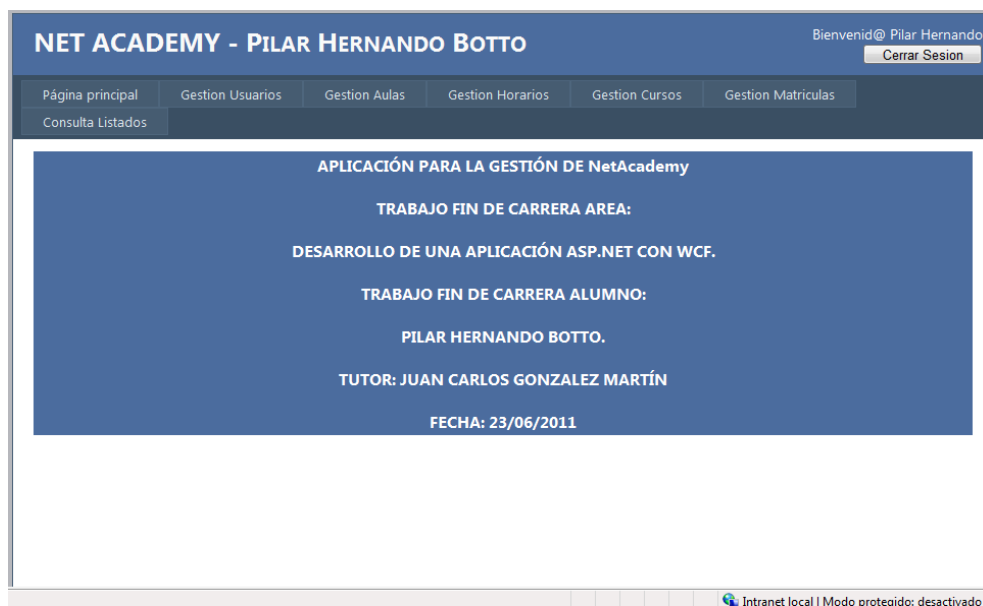 NET ACADEMY - PILAR HERNANDO BOTTO
Bienvenid@ Pilar Hernando
Cerrar Sesion
Página principal Gestion Usuarios Gestion Aulas Gestion Horarios Gestion Cursos Gestion Matriculas
Consulta Listados
APLICACIÓN PARA LA GESTIÓN DE NetAcademy
TRABAJO FIN DE CARRERA AREA:
DESARROLLO DE UNA APLICACIÓN ASP.NET CON WCF.
TRABAJO FIN DE CARRERA ALUMNO:
PILAR HERNANDO BOTTO.
TUTOR: JUAN CARLOS GONZALEZ MARTÍN
FECHA: 23/06/2011
Intranet local | Modo protegido: desactivado